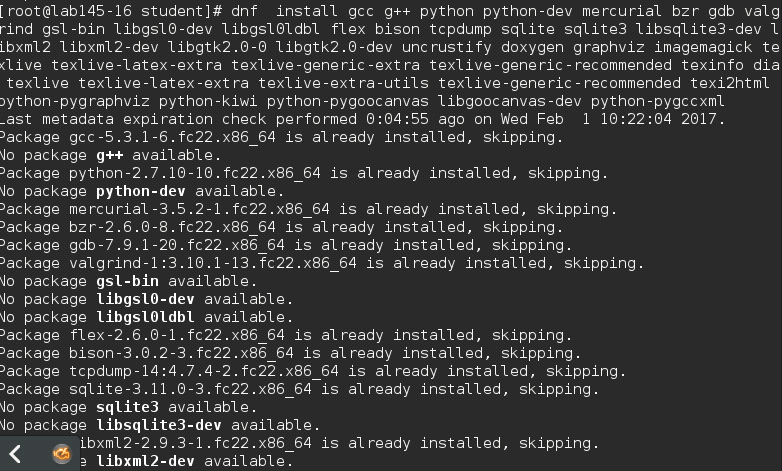 [root@lab145-16 student]# dnf  install gcc g++ python python-dev mercurial bzr gdb valg
rind gsl-bin libgsl0-dev libgsl0ldbl flex bison tcpdump sqlite sqlite3 libsqlite3-dev l
ibxml2 libxml2-dev libgtk2.0-0 libgtk2.0-dev uncrustify doxygen graphviz imagemagick te
xlive texlive-latex-extra texlive-generic-extra texlive-generic-recommended texinfo dia
 texlive texlive-latex-extra texlive-extra-utils texlive-generic-recommended texi2html
python-pygraphviz python-kiwi python-pygoocanvas libgoocanvas-dev python-pygccxml
Last metadata expiration check performed 0:04:55 ago on Wed Feb  1 10:22:04 2017.
Package gcc-5.3.1-6.fc22.x86_64 is already installed, skipping.
No package g++ available.
Package python-2.7.10-10.fc22.x86_64 is already installed, skipping.
No package python-dev available.
Package mercurial-3.5.2-1.fc22.x86_64 is already installed, skipping.
Package bzr-2.6.0-8.fc22.x86_64 is already installed, skipping.
Package gdb-7.9.1-20.fc22.x86_64 is already installed, skipping.
Package valgrind-1:3.10.1-13.fc22.x86_64 is already installed, skipping.
No package gsl-bin available.
No package libgsl0-dev available.
No package libgsl0ldbl available.
Package flex-2.6.0-1.fc22.x86_64 is already installed, skipping.
Package bison-3.0.2-3.fc22.x86_64 is already installed, skipping.
Package tcpdump-14:4.7.4-2.fc22.x86_64 is already installed, skipping.
Package sqlite-3.11.0-3.fc22.x86_64 is already installed, skipping.
No package sqlite3 available.
No package libsqlite3-dev available.
ibxml2-2.9.3-1.fc22.x86_64 is already installed, skipping.
e libxml2-dev available.